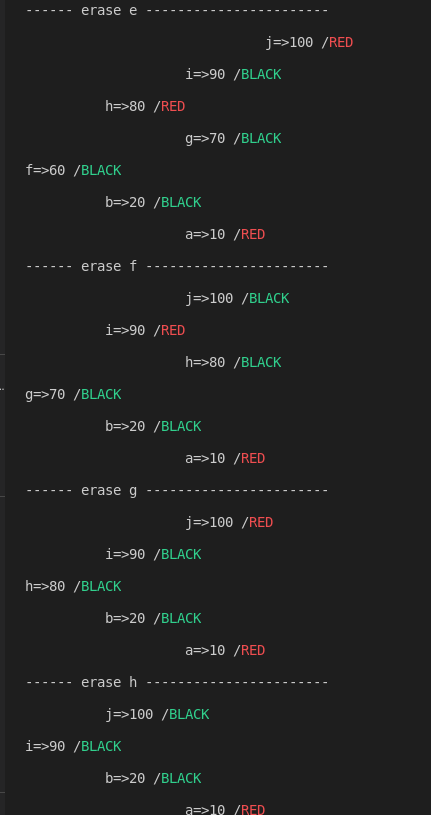 ------ erase e -----------------------
j=>100 /RED
i=>90 /BLACK
h=>80 /RED
g=>70 /BLACK
f=>60 /BLACK
b=>20 /BLACK
a=>10 /RED
------ erase f -----------------------
j=>100 /BLACK
i=>90 /RED
h=>80 /BLACK
g=>70 /BLACK
b=>20 /BLACK
a=>10 /RED
------ erase g -----------------------
j=>100 /RED
i=>90 /BLACK
h=>80 /BLACK
b=>20 /BLACK
a=>10 /RED
------ erase h -----------------------
j=>100 /BLACK
i=>90 /BLACK
b=>20 /BLACK
a=>10 /RED